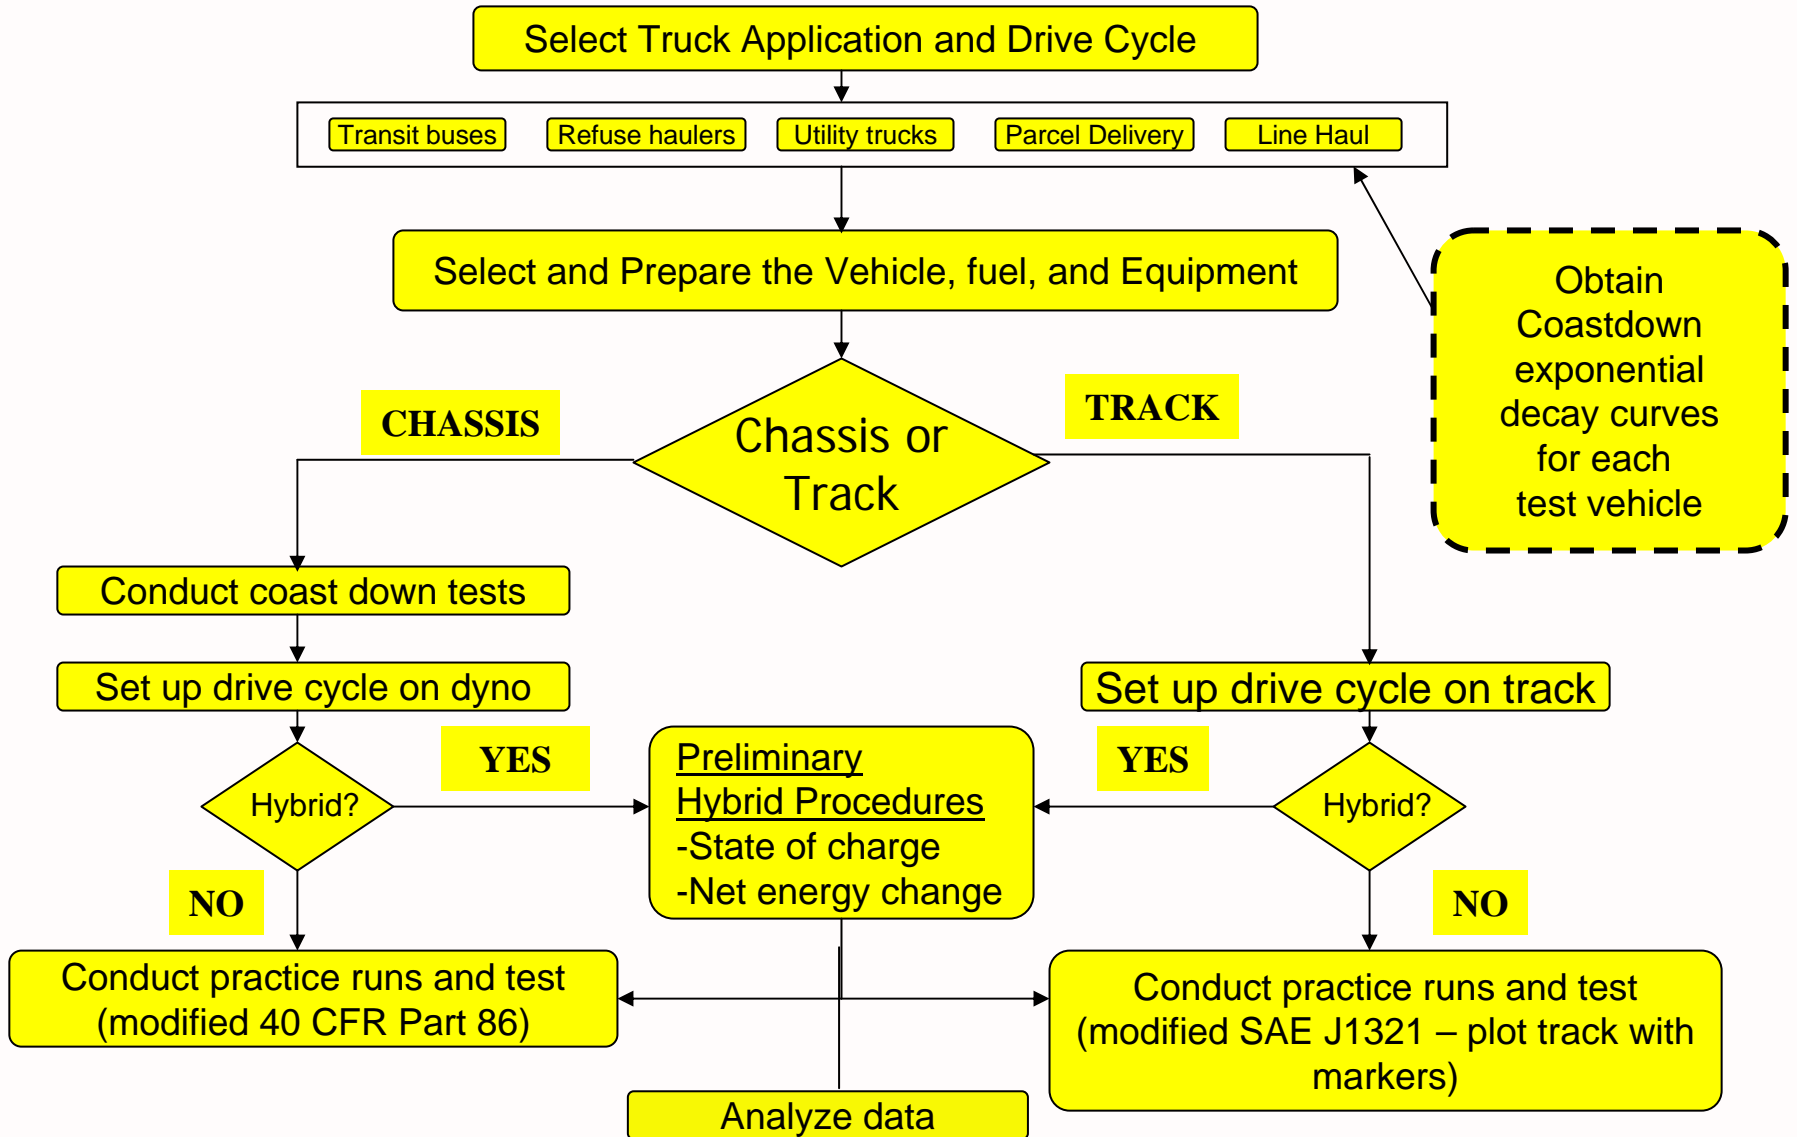 Select Truck Application and Drive Cycle
Transit buses
Refuse haulers
Utility trucks
Parcel Delivery
Line Haul
Select and Prepare the Vehicle, fuel, and Equipment
Obtain
Coastdown
exponential
decay curves
for each
test vehicle
CHASSIS
Chassis or
Track
TRACK
Conduct coast down tests
Set up drive cycle on dyno
Set up drive cycle on track
Hybrid?
YES
Preliminary
Hybrid Procedures
-State of charge
-Net energy change
YES
Hybrid?
NO
NO
Conduct practice runs and test
(modified 40 CFR Part 86)
Conduct practice runs and test
(modified SAE J1321 – plot track with
markers)
Analyze data